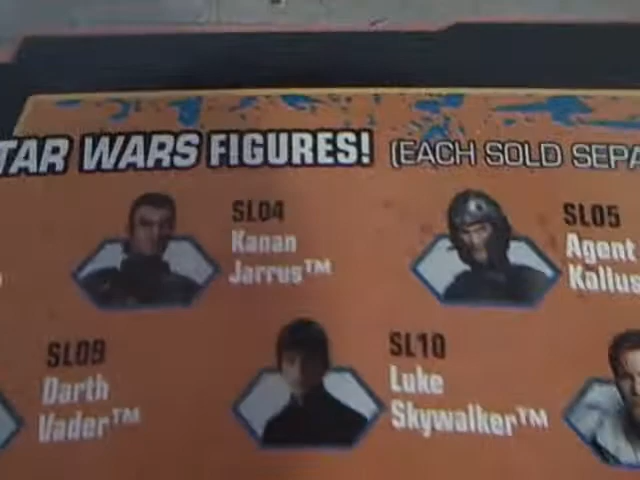 TAR WARS FIGURES! (EACH SOLD SEPA
SL04
Kanan
Jarrus™
SL05
Agent
Kallus
SL09
Darth
Vader™
SL10
Luke
Skywalker™